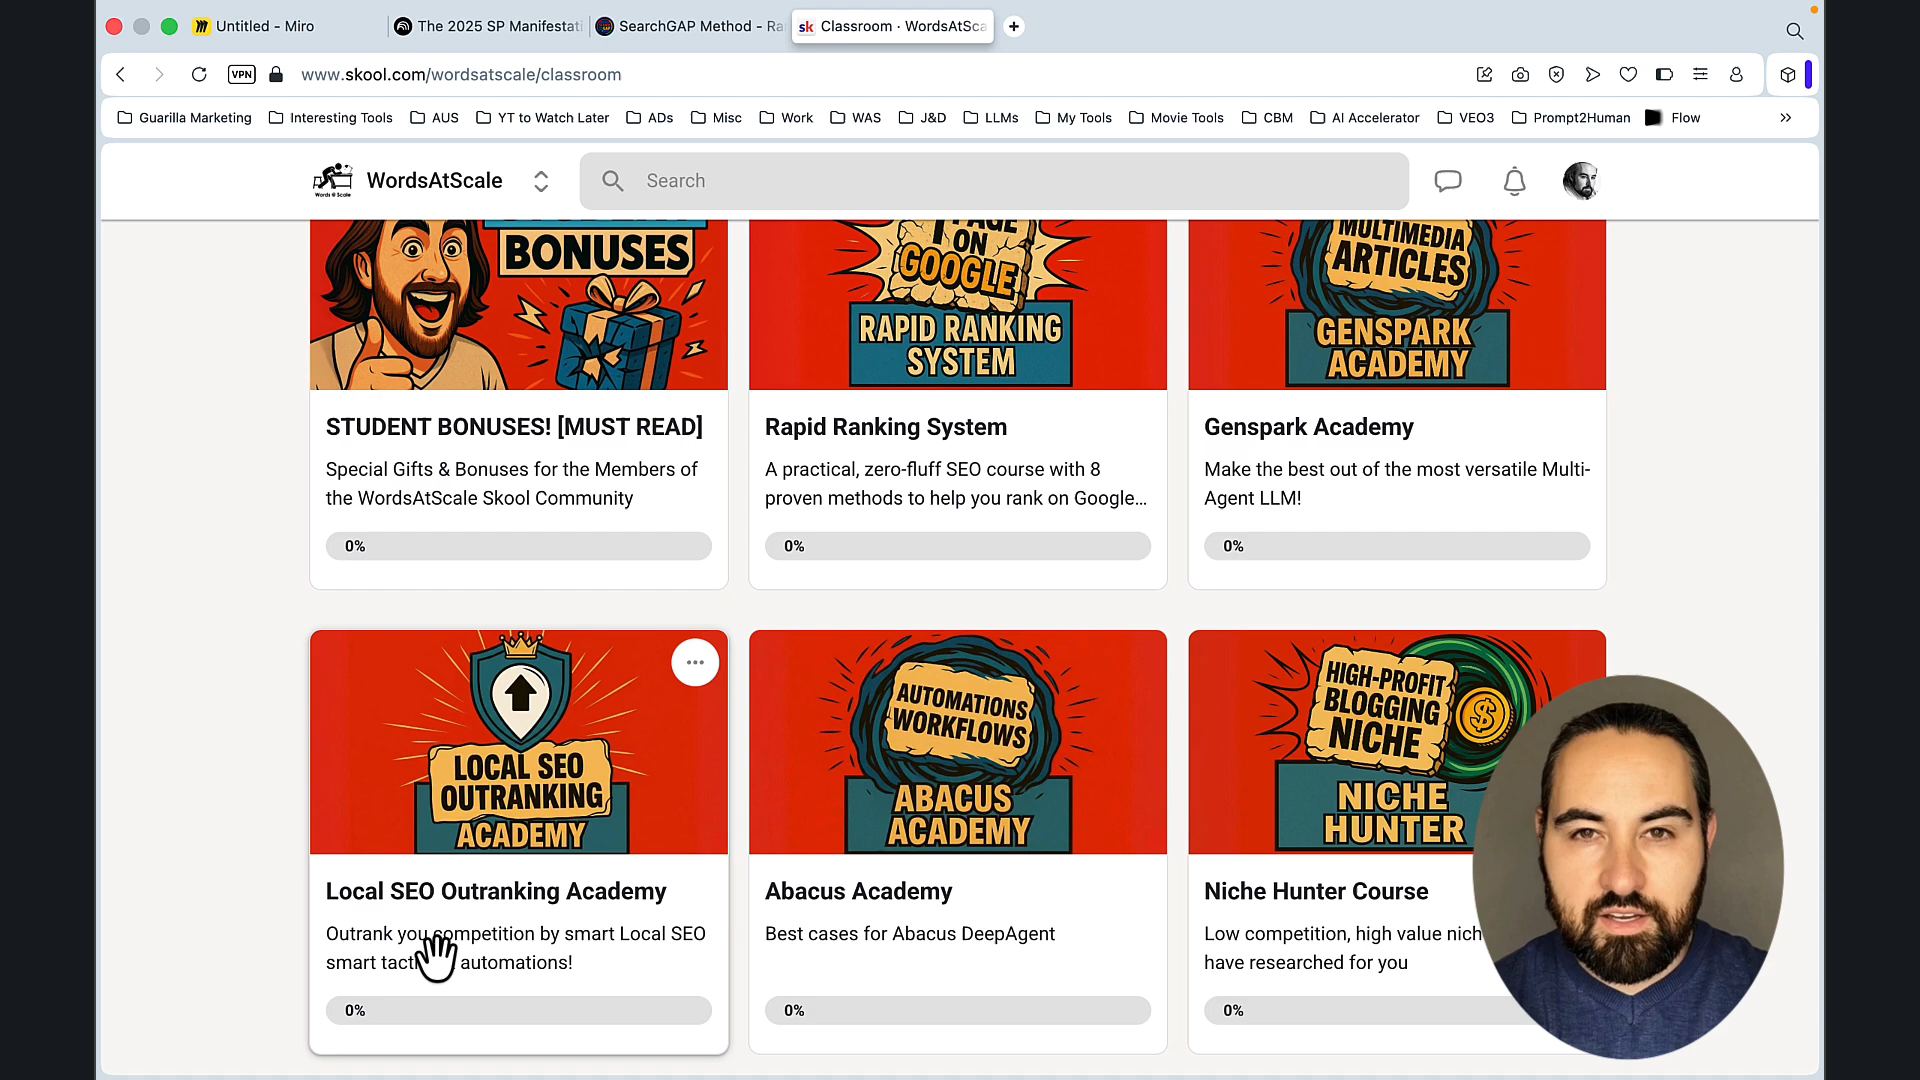 Untitled - Miro
The 2025 SP Manifestati
SearchGAP Method - Ra
sk Classroom · WordsAtSca
VPN
www.skool.com/wordsatscale/classroom
Guarilla Marketing
Interesting Tools
AUS
YT to Watch Later
ADs
Misc
Work
WAS
J&D
LLMs
My Tools
Movie Tools
CBM
AI Accelerator
VEO3
Prompt2Human
Flow
WordsAtScale
Search
BONUSES
PAGE
ON
GOOGLE
RAPID RANKING
SYSTEM
MULTIMEDIA
ARTICLES
GENSPARK
ACADEMY
STUDENT BONUSES! [MUST READ]
Special Gifts & Bonuses for the Members of
the WordsAtScale Skool Community
0%
Rapid Ranking System
A practical, zero-fluff SEO course with 8
proven methods to help you rank on Google...
0%
Genspark Academy
Make the best out of the most versatile Multi-
Agent LLM!
0%
LOCAL SEO
OUTRANKING
ACADEMY
AUTOMATIONS
WORKFLOWS
ABACUS
ACADEMY
HIGH-PROFIT
BLOGGING
NICHE
NICHE
HUNTER
Local SEO Outranking Academy
Outrank you competition by smart Local SEO
smart tact automations!
0%
Abacus Academy
Best cases for Abacus DeepAgent
0%
Niche Hunter Course
Low competition, high value nich
have researched for you
0%